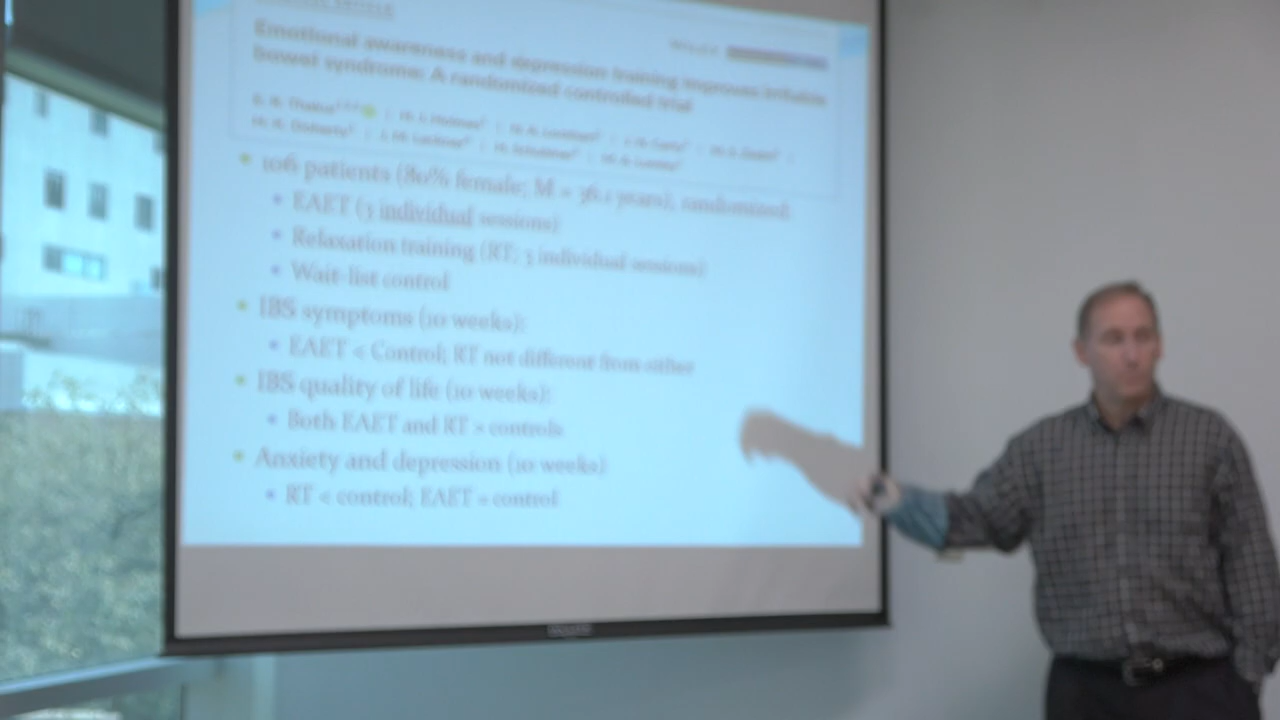 Emotional awareness and depression training improves irritable
bowel syndrome: A randomized controlled trial
106 patients (80% female; M = 36.1 years), randomized:
EAET (3 individual sessions)
Relaxation training (RT; 3 individual sessions)
Wait-list control
IBS symptoms (10 weeks):
EAET < Control; RT not different from either
IBS quality of life (10 weeks):
Both EAET and RT > controls
Anxiety and depression (10 weeks)
RT < control; EAET = control